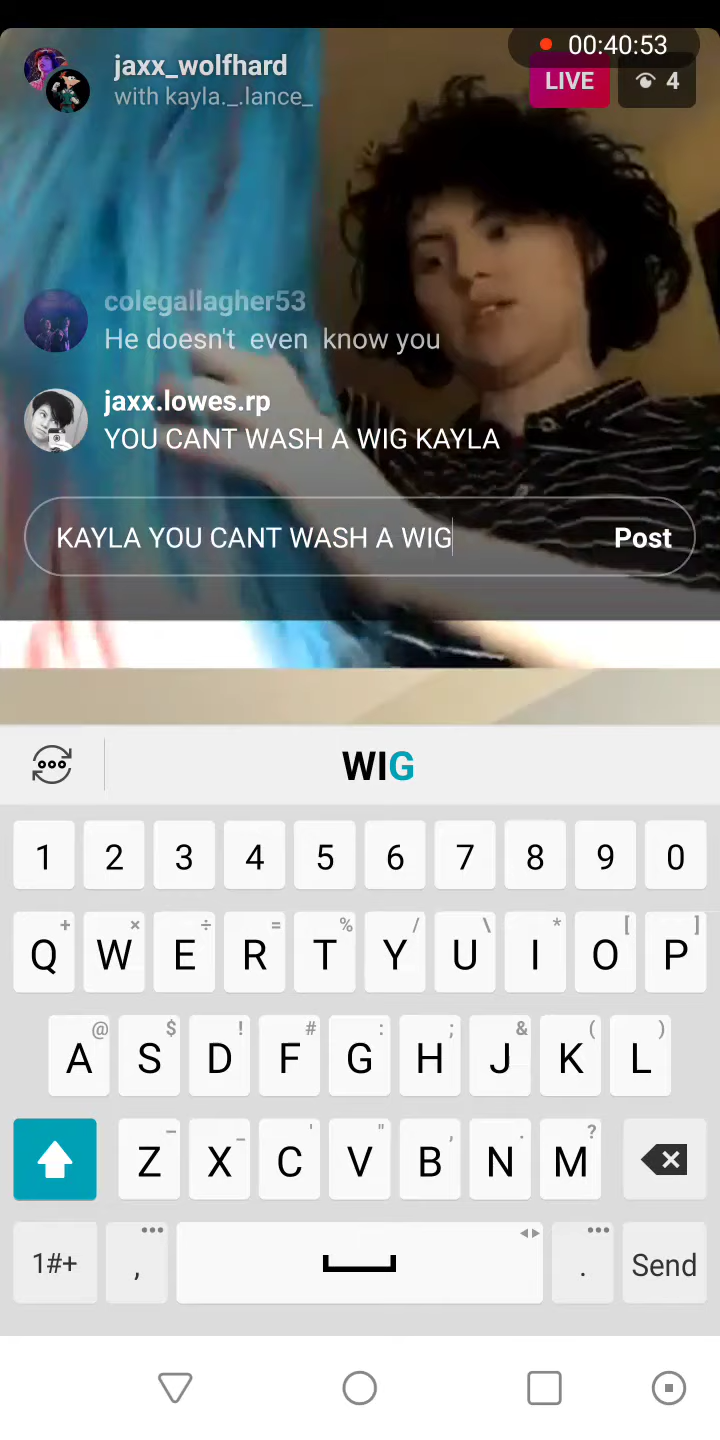 00:40:53
jaxx_wolfhard
with kayla._.lance_
LIVE
4
colegallagher53
He doesn't even know you
jaxx.lowes.rp
YOU CANT WASH A WIG KAYLA
KAYLA YOU CANT WASH A WIG
Post
WIG
1 2 3 4 5 6 7 8 9 0
+ × ÷ = % / \ * [ ]
Q W E R T Y U I O P
@ $ ! # : ; & ( )
A S D F G H J K L
– _ ' " , . ?
Z X C V B N M
1#+ , . Send